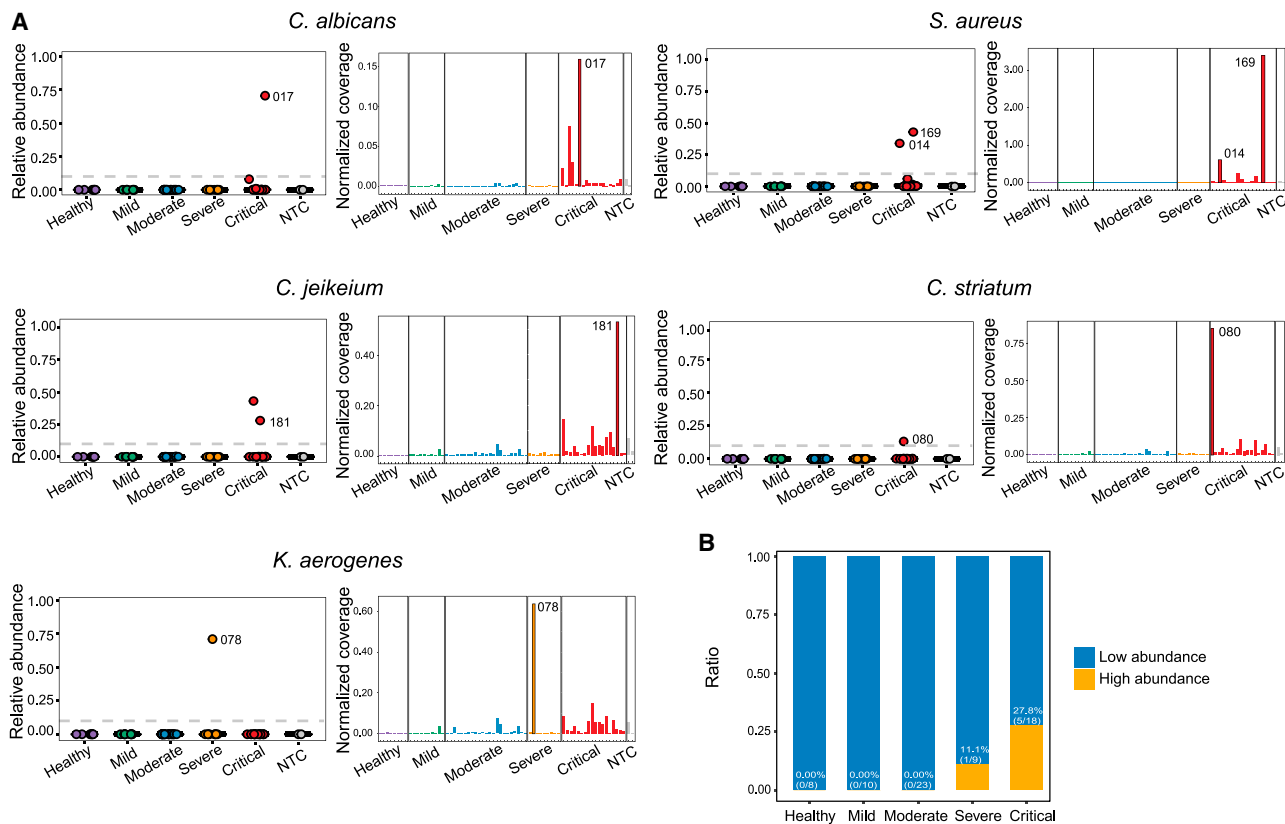 A
C. albicans
Relative abundance
1.00
0.75
0.50
0.25
0.00
017
Healthy
Mild
Moderate
Severe
Critical
NTC
Normalized coverage
0.15
0.10
0.05
0.00
017
Healthy
Mild
Moderate
Severe
Critical
NTC
S. aureus
Relative abundance
1.00
0.75
0.50
0.25
0.00
169
014
Healthy
Mild
Moderate
Severe
Critical
NTC
Normalized coverage
3.00
2.00
1.00
0.00
169
014
Healthy
Mild
Moderate
Severe
Critical
NTC
C. jeikeium
Relative abundance
1.00
0.75
0.50
0.25
0.00
181
Healthy
Mild
Moderate
Severe
Critical
NTC
Normalized coverage
0.40
0.20
0.00
181
Healthy
Mild
Moderate
Severe
Critical
NTC
C. striatum
Relative abundance
1.00
0.75
0.50
0.25
0.00
080
Healthy
Mild
Moderate
Severe
Critical
NTC
Normalized coverage
0.75
0.50
0.25
0.00
080
Healthy
Mild
Moderate
Severe
Critical
NTC
K. aerogenes
Relative abundance
1.00
0.75
0.50
0.25
0.00
078
Healthy
Mild
Moderate
Severe
Critical
NTC
Normalized coverage
0.60
0.40
0.20
0.00
078
Healthy
Mild
Moderate
Severe
Critical
NTC
B
Ratio
1.00
0.75
0.50
0.25
0.00
0.00%
(0/8)
0.00%
(0/10)
0.00%
(0/23)
11.1%
(1/9)
27.8%
(5/18)
Healthy
Mild
Moderate
Severe
Critical
Low abundance
High abundance